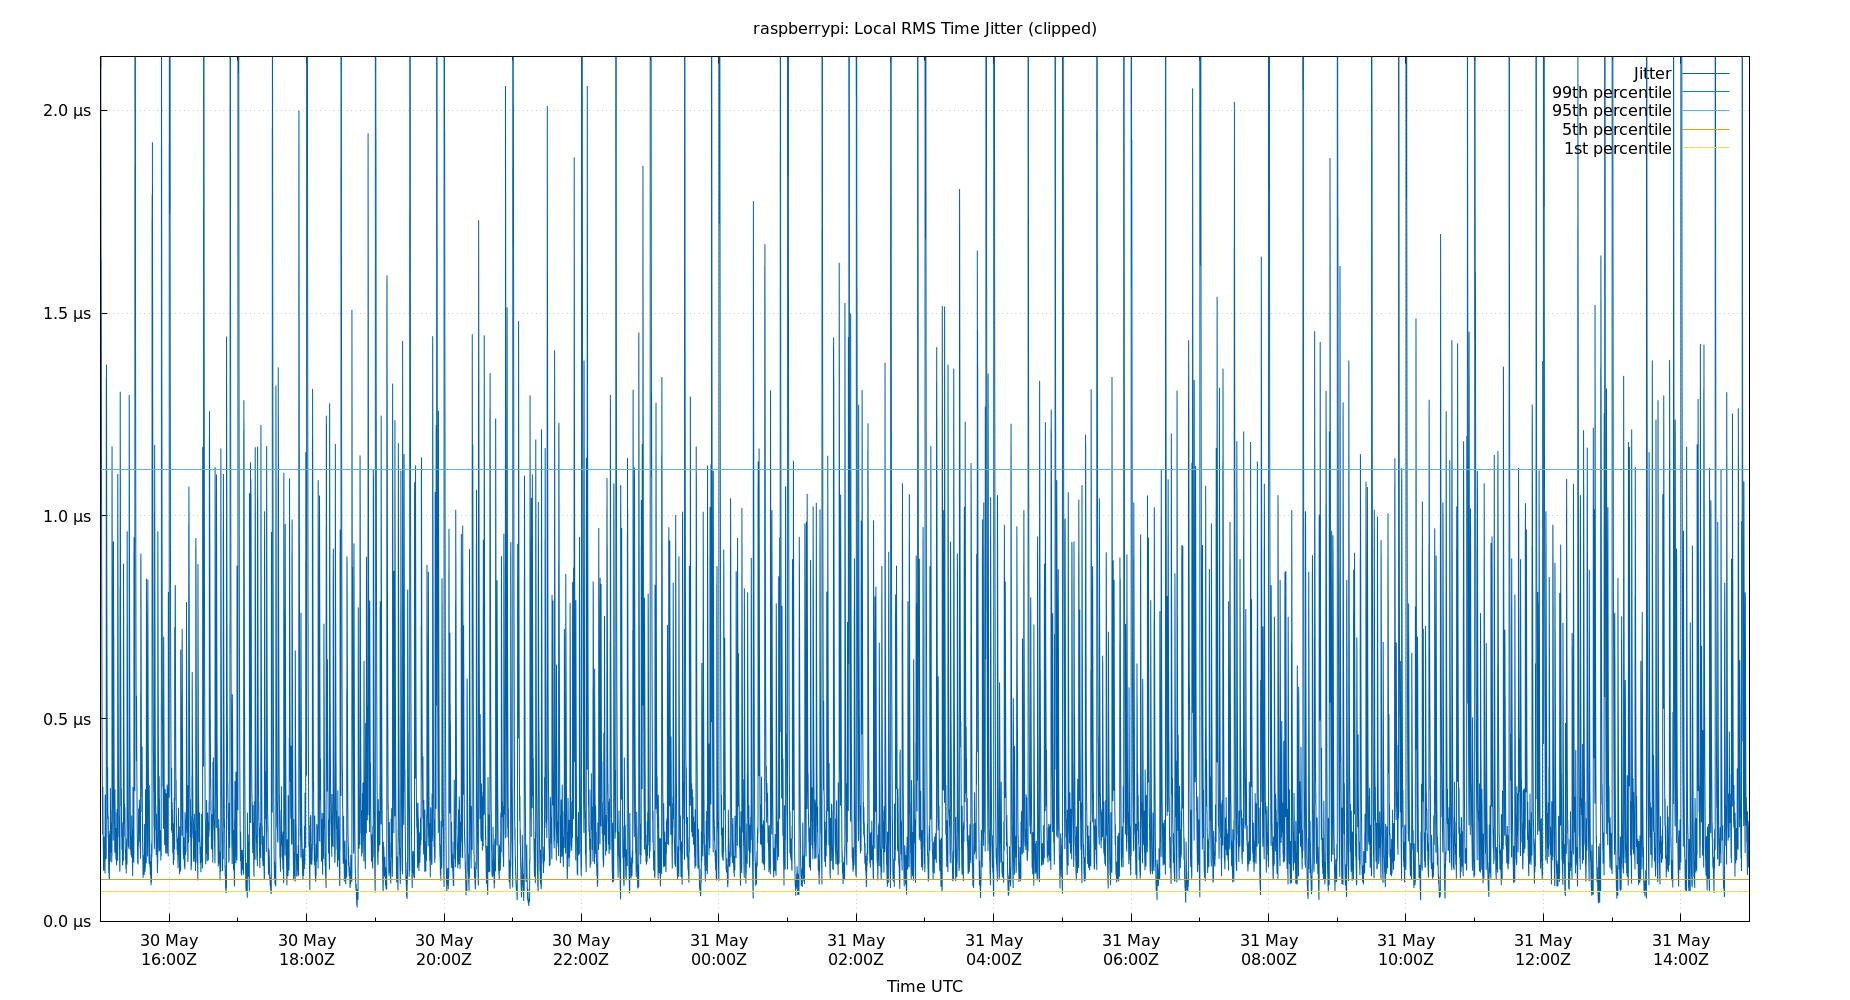 raspberrypi: Local RMS Time Jitter (clipped)
Jitter
99th percentile
95th percentile
5th percentile
1st percentile
2.0 µs
1.5 µs
1.0 µs
0.5 µs
0.0 µs
30 May 30 May 30 May 30 May 31 May 31 May 31 May 31 May 31 May 31 May 31 May 31 May
16:00Z 18:00Z 20:00Z 22:00Z 00:00Z 02:00Z 04:00Z 06:00Z 08:00Z 10:00Z 12:00Z 14:00Z
Time UTC